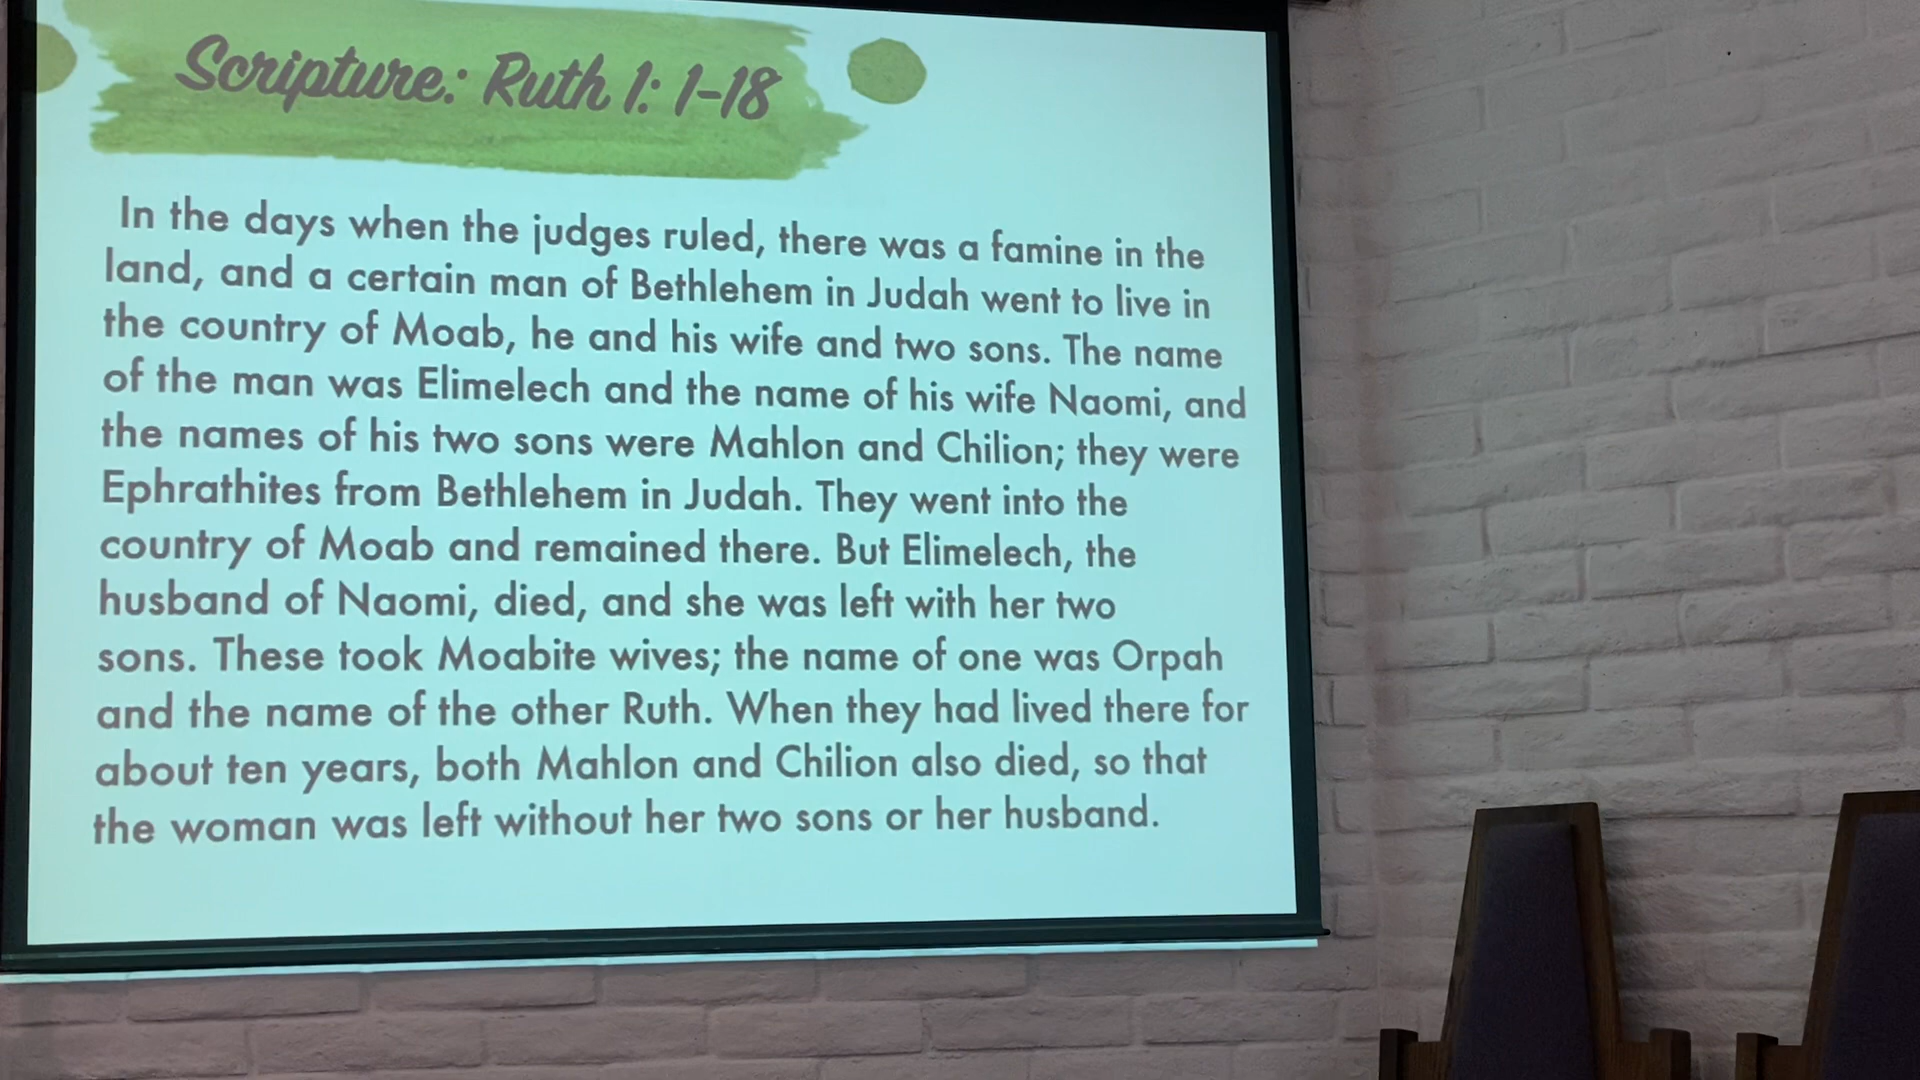 Scripture: Ruth 1: 1-18
In the days when the judges ruled, there was a famine in the
land, and a certain man of Bethlehem in Judah went to live in
the country of Moab, he and his wife and two sons. The name
of the man was Elimelech and the name of his wife Naomi, and
the names of his two sons were Mahlon and Chilion; they were
Ephrathites from Bethlehem in Judah. They went into the
country of Moab and remained there. But Elimelech, the
husband of Naomi, died, and she was left with her two
sons. These took Moabite wives; the name of one was Orpah
and the name of the other Ruth. When they had lived there for
about ten years, both Mahlon and Chilion also died, so that
the woman was left without her two sons or her husband.